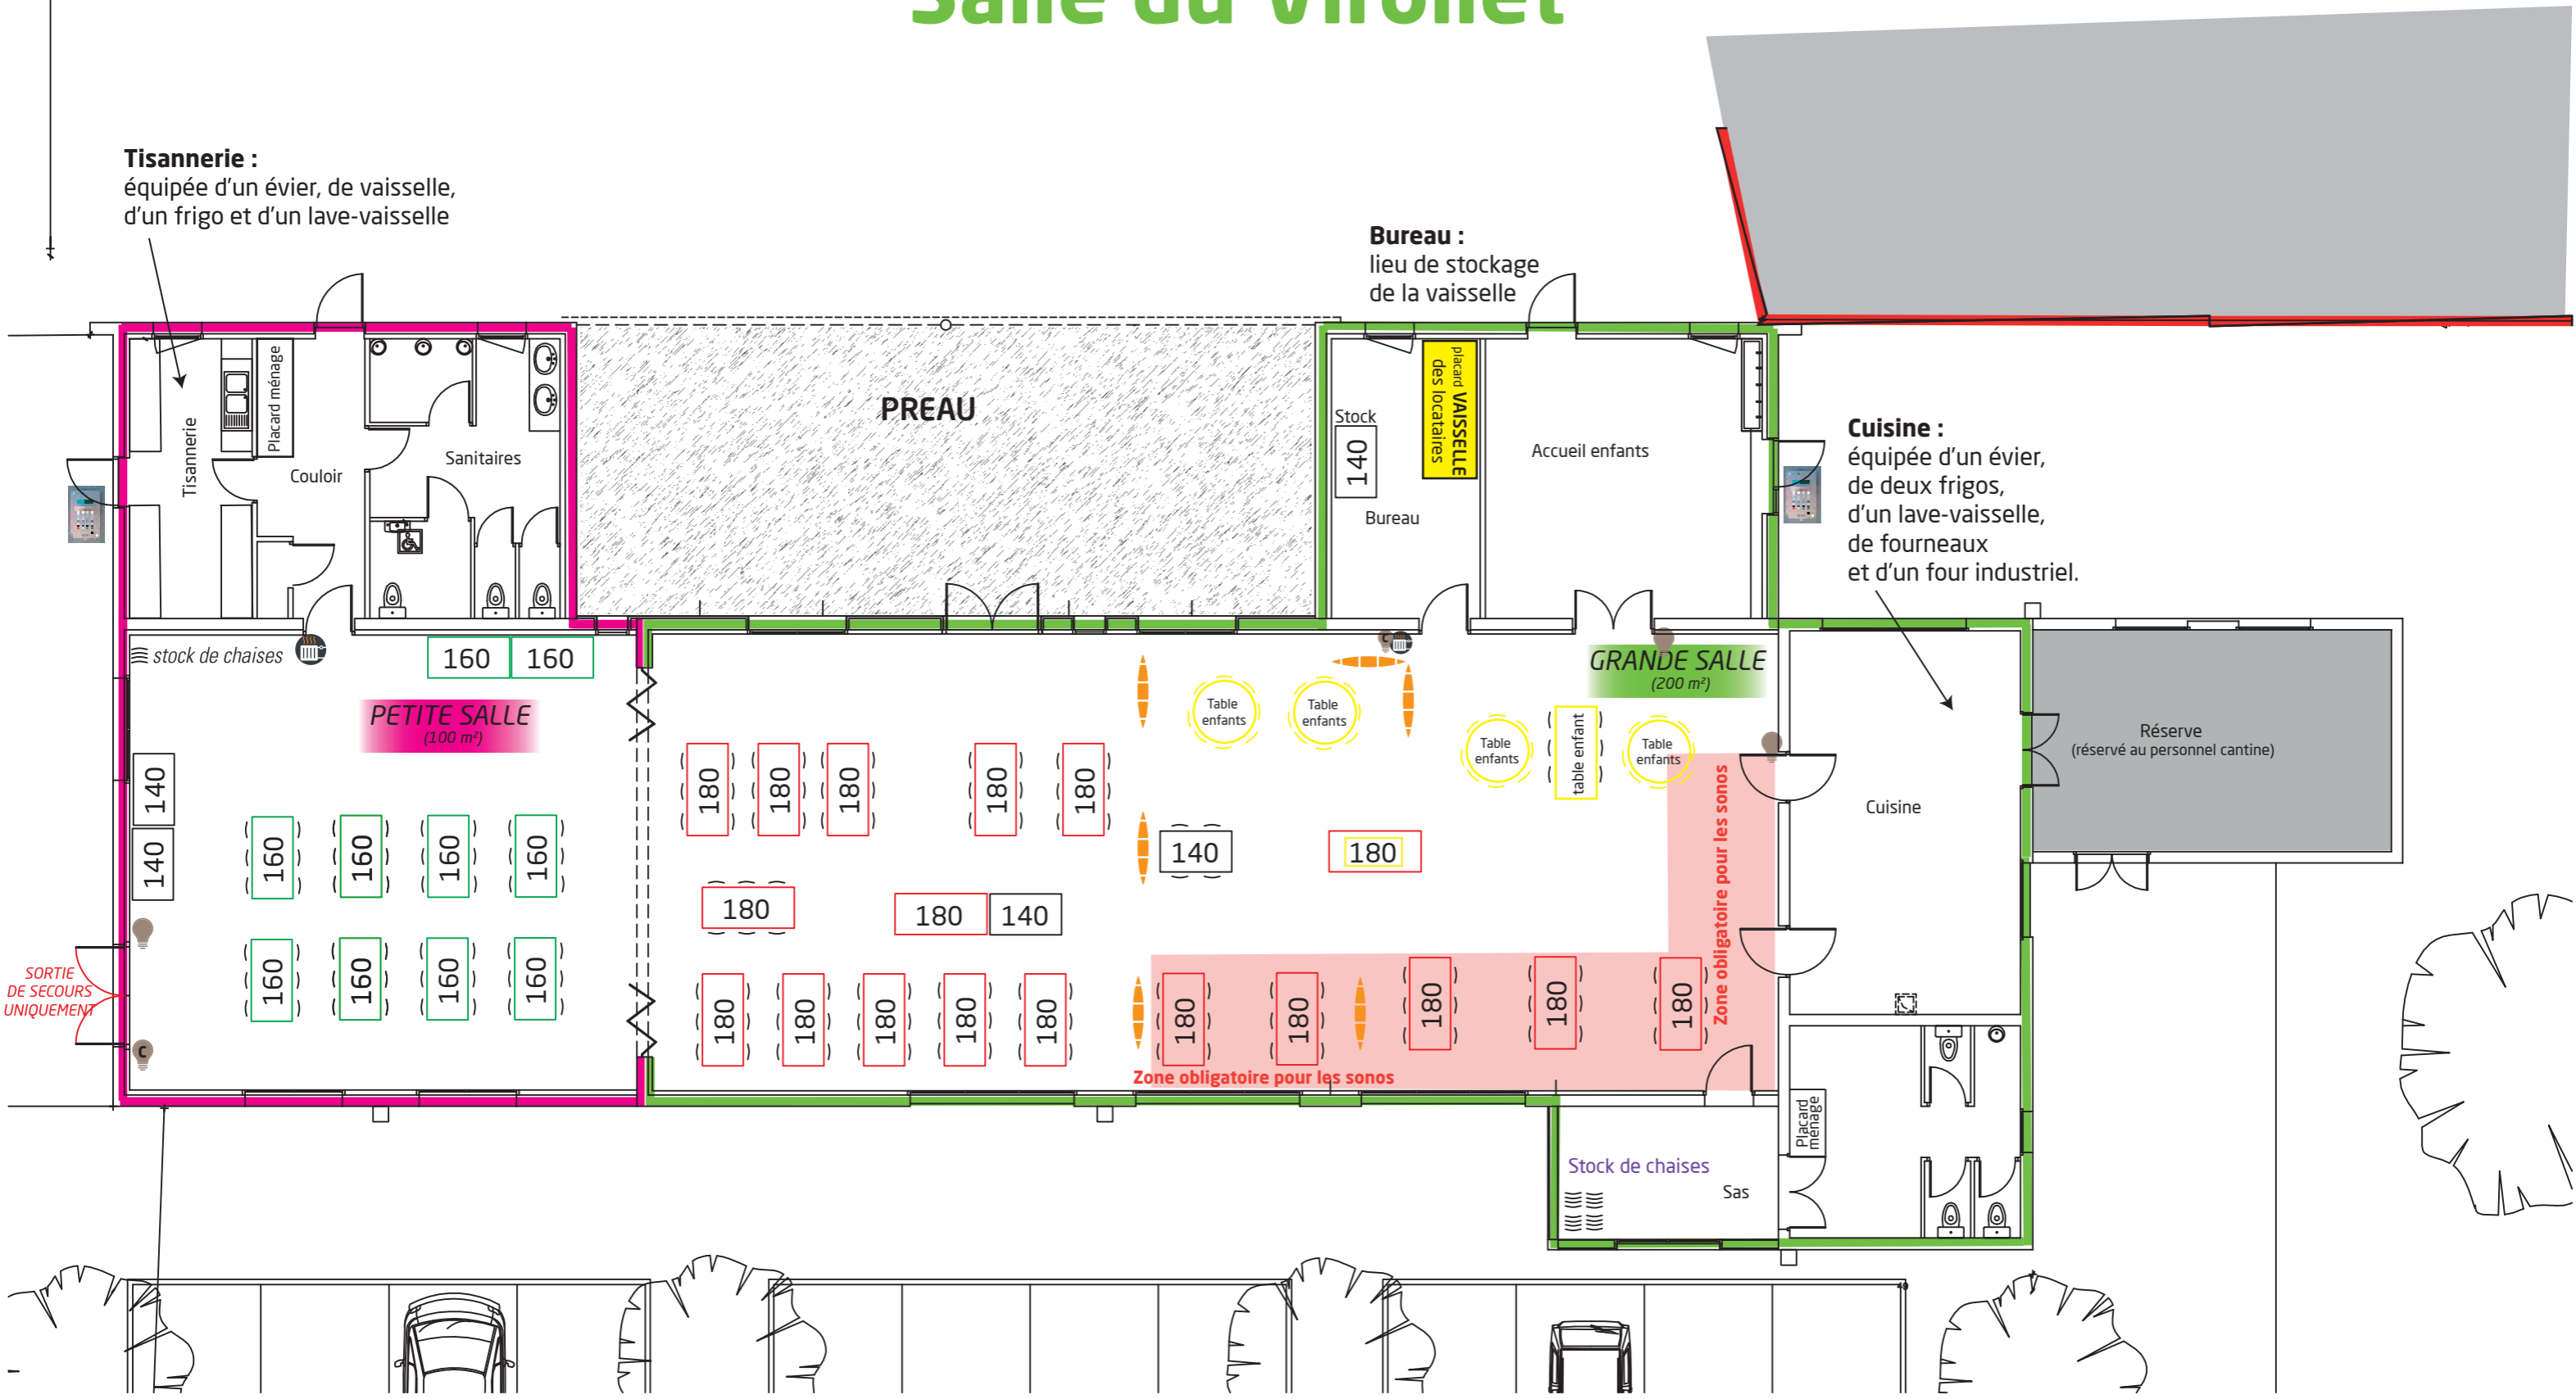 Salle du Virollet
Tisannerie :
équipée d'un évier, de vaisselle,
d'un frigo et d'un lave-vaisselle
Bureau :
lieu de stockage
de la vaisselle
Cuisine :
équipée d'un évier,
de deux frigos,
d'un lave-vaisselle,
de fourneaux
et d'un four industriel.
Tisannerie
Placard ménage
Couloir
Sanitaires
PREAU
Stock
140
placard VAISSELLE
des locataires
Bureau
Accueil enfants
stock de chaises
160
160
PETITE SALLE
(100 m²)
140
140
160
160
160
160
160
160
160
160
SORTIE
DE SECOURS
UNIQUEMENT
C
C
GRANDE SALLE
(200 m²)
Table
enfants
Table
enfants
Table
enfants
table enfant
Table
enfants
180
180
180
180
180
140
180
180
180
140
180
180
180
180
180
180
180
180
180
180
Zone obligatoire pour les sonos
Zone obligatoire pour les sonos
Cuisine
Réserve
(réservé au personnel cantine)
Placard
ménage
Stock de chaises
Sas